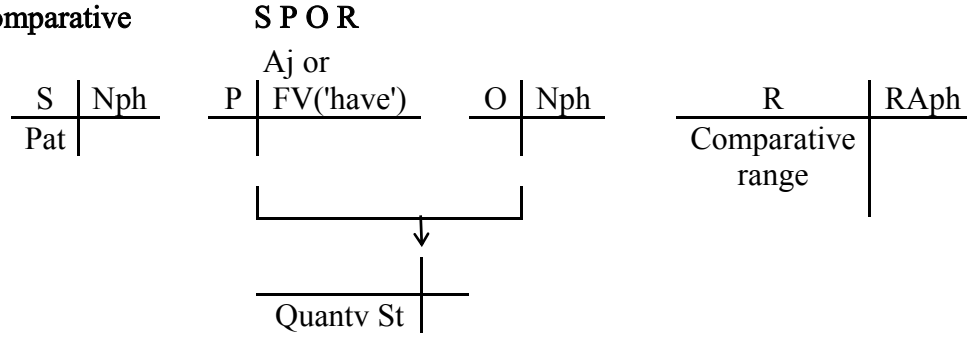 omparative S P O R
Aj or
S Nph P FV('have') O Nph R RAph
Pat Comparative
range
Quantv St